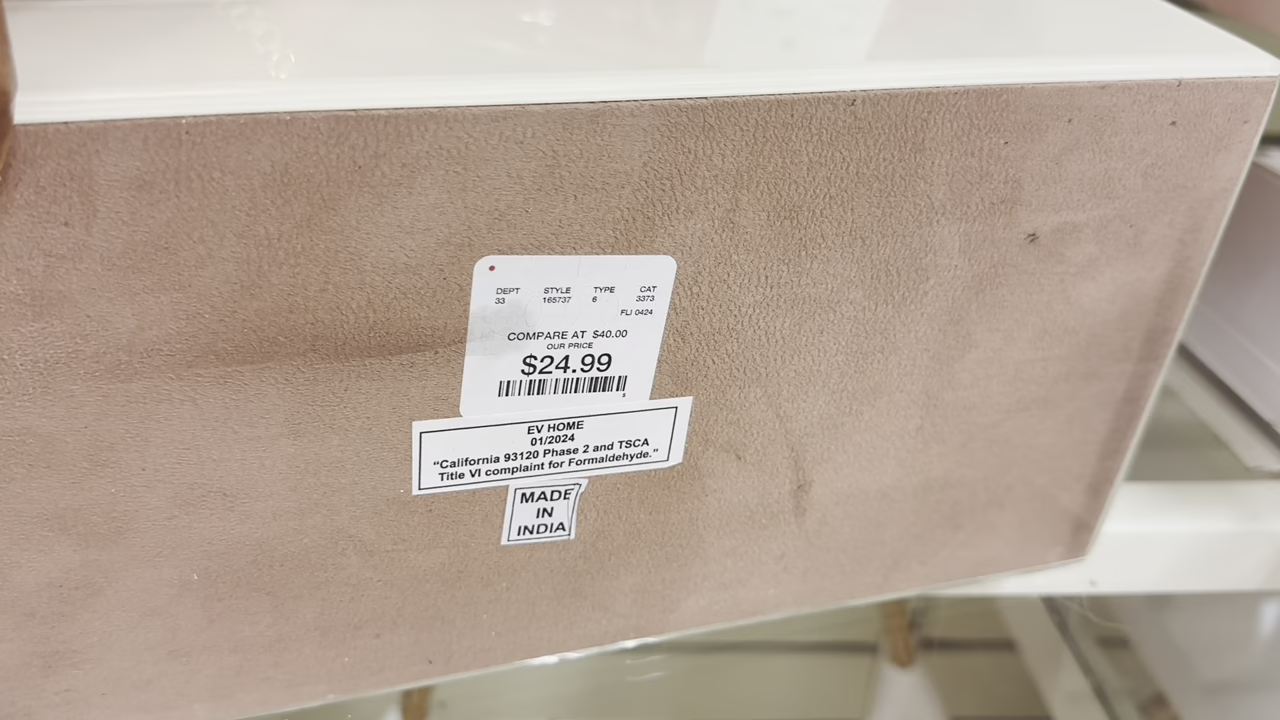 DEPT STYLE TYPE CAT
33 165737 6 3373
FLI 0424
COMPARE AT $40.00
OUR PRICE
$24.99
EV HOME
01/2024
“California 93120 Phase 2 and TSCA
Title VI complaint for Formaldehyde.”
MADE
IN
INDIA